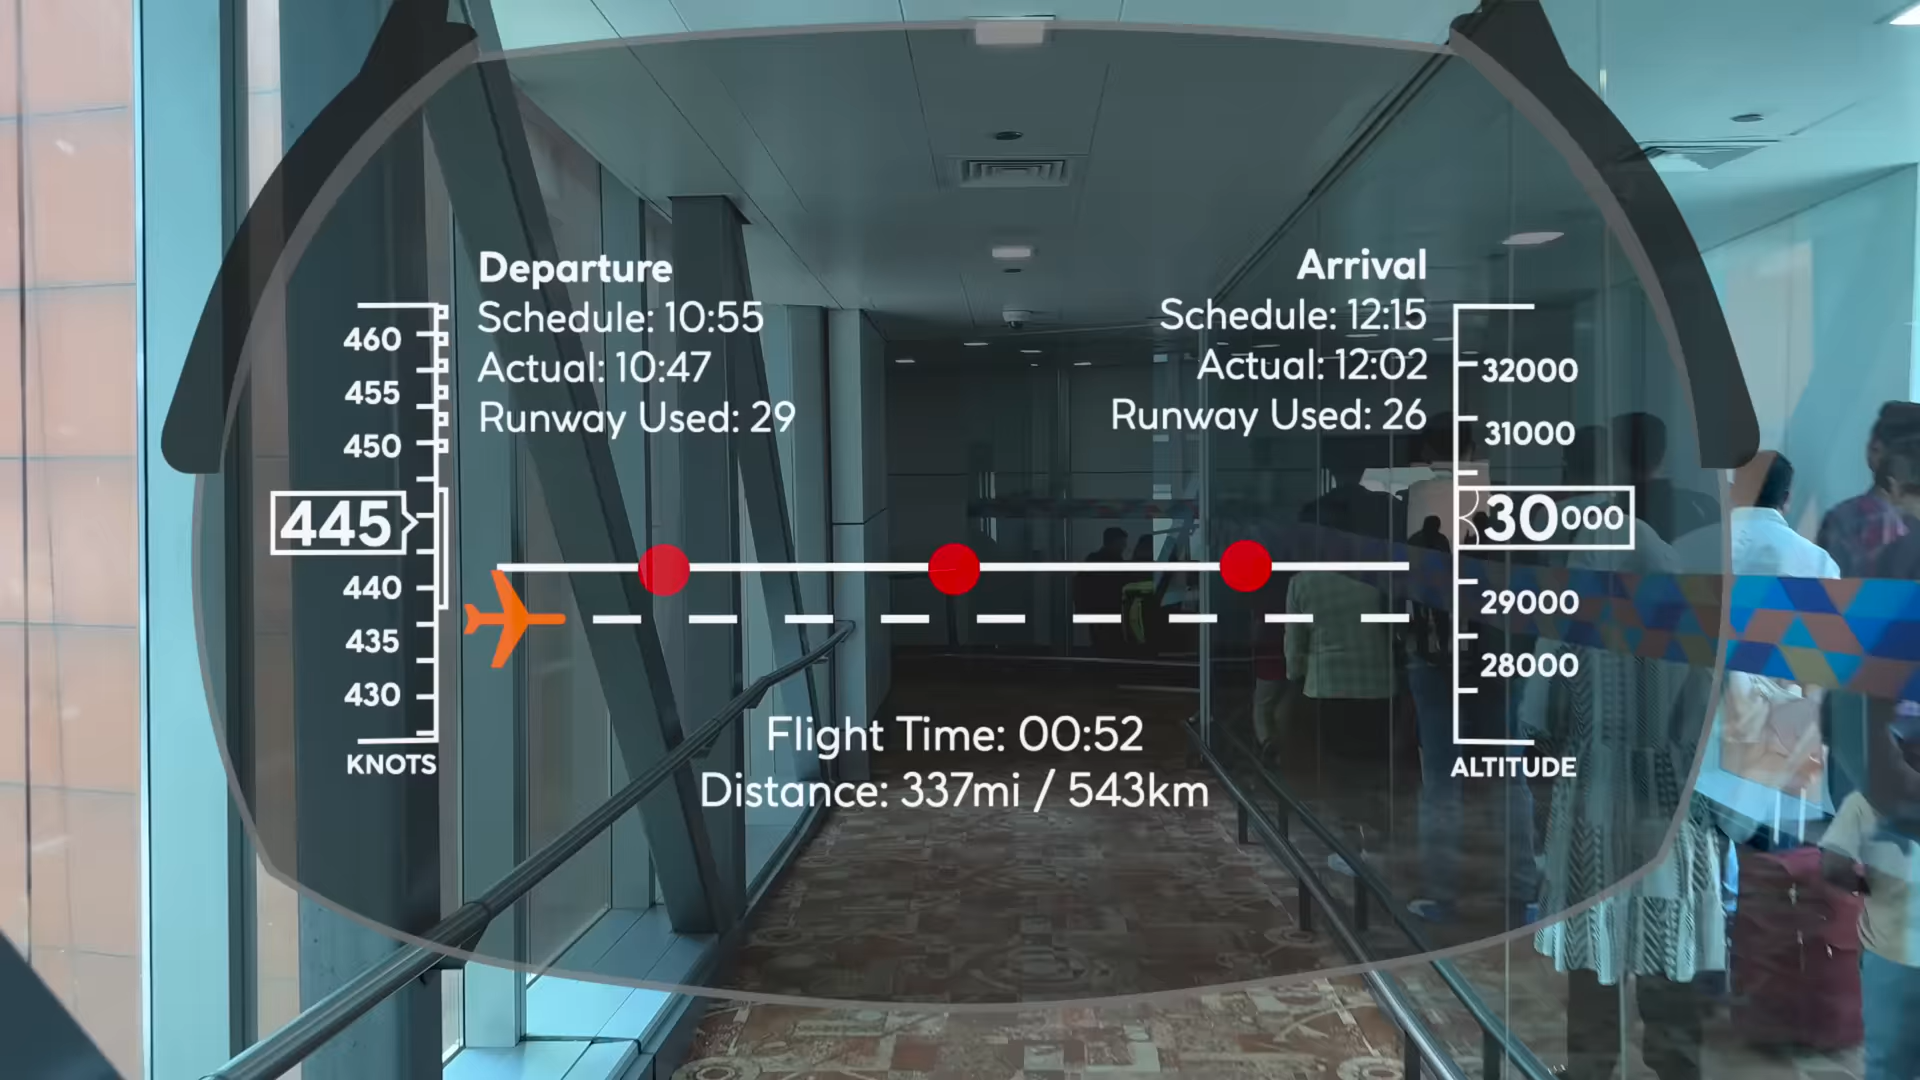 Departure
Schedule: 10:55
Actual: 10:47
Runway Used: 29
Arrival
Schedule: 12:15
Actual: 12:02
Runway Used: 26
460
455
450
445
440
435
430
KNOTS
32000
31000
30000
29000
28000
ALTITUDE
Flight Time: 00:52
Distance: 337mi / 543km